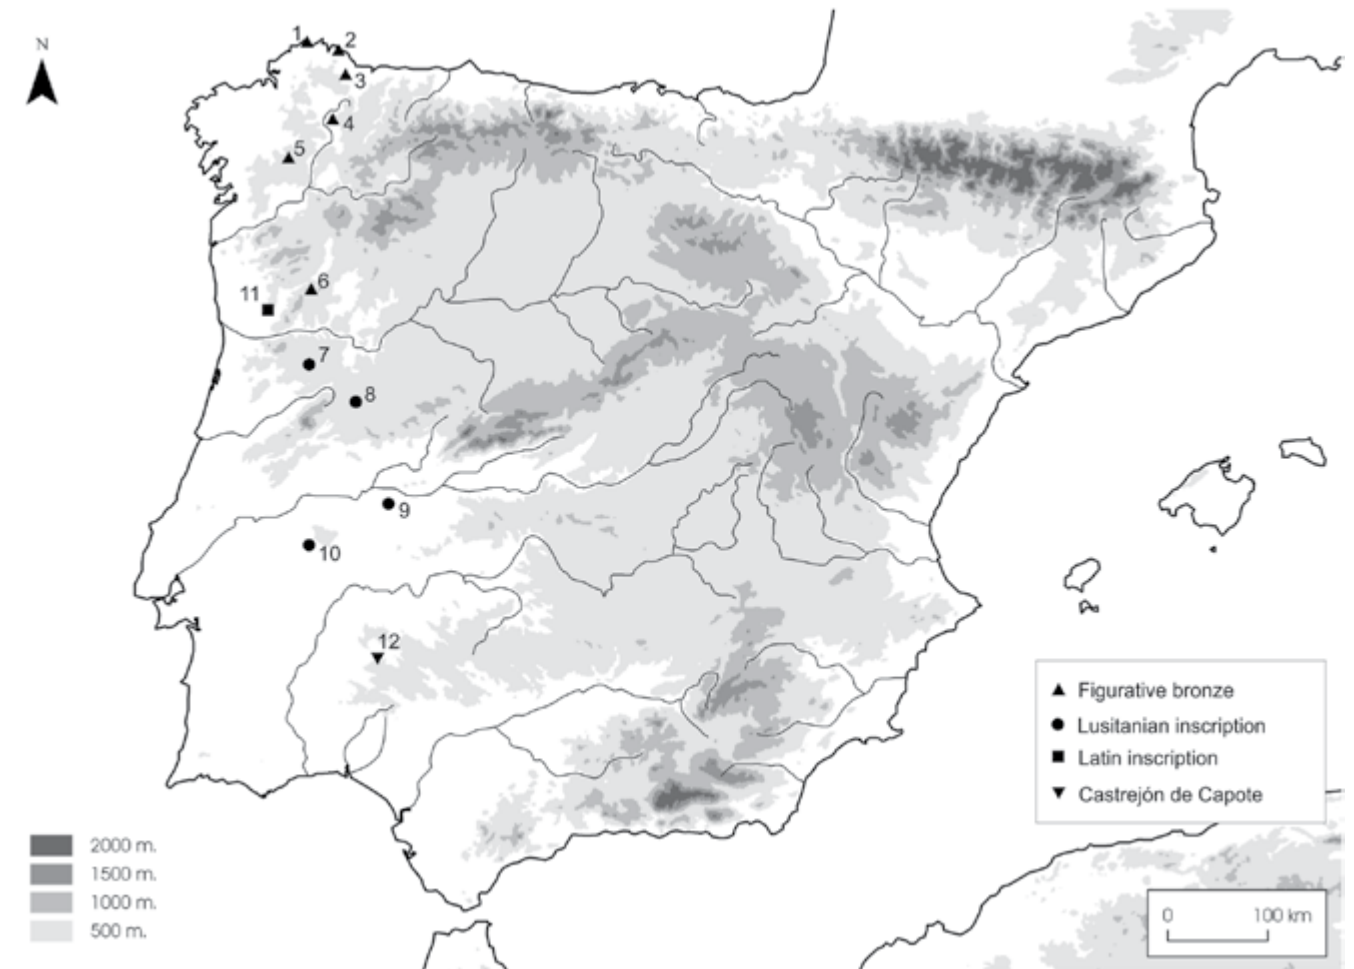 N
1
2
3
4
5
6
11
7
8
9
10
12
Figurative bronze
Lusitanian inscription
Latin inscription
Castrejón de Capote
2000 m.
1500 m.
1000 m.
500 m.
0 100 km